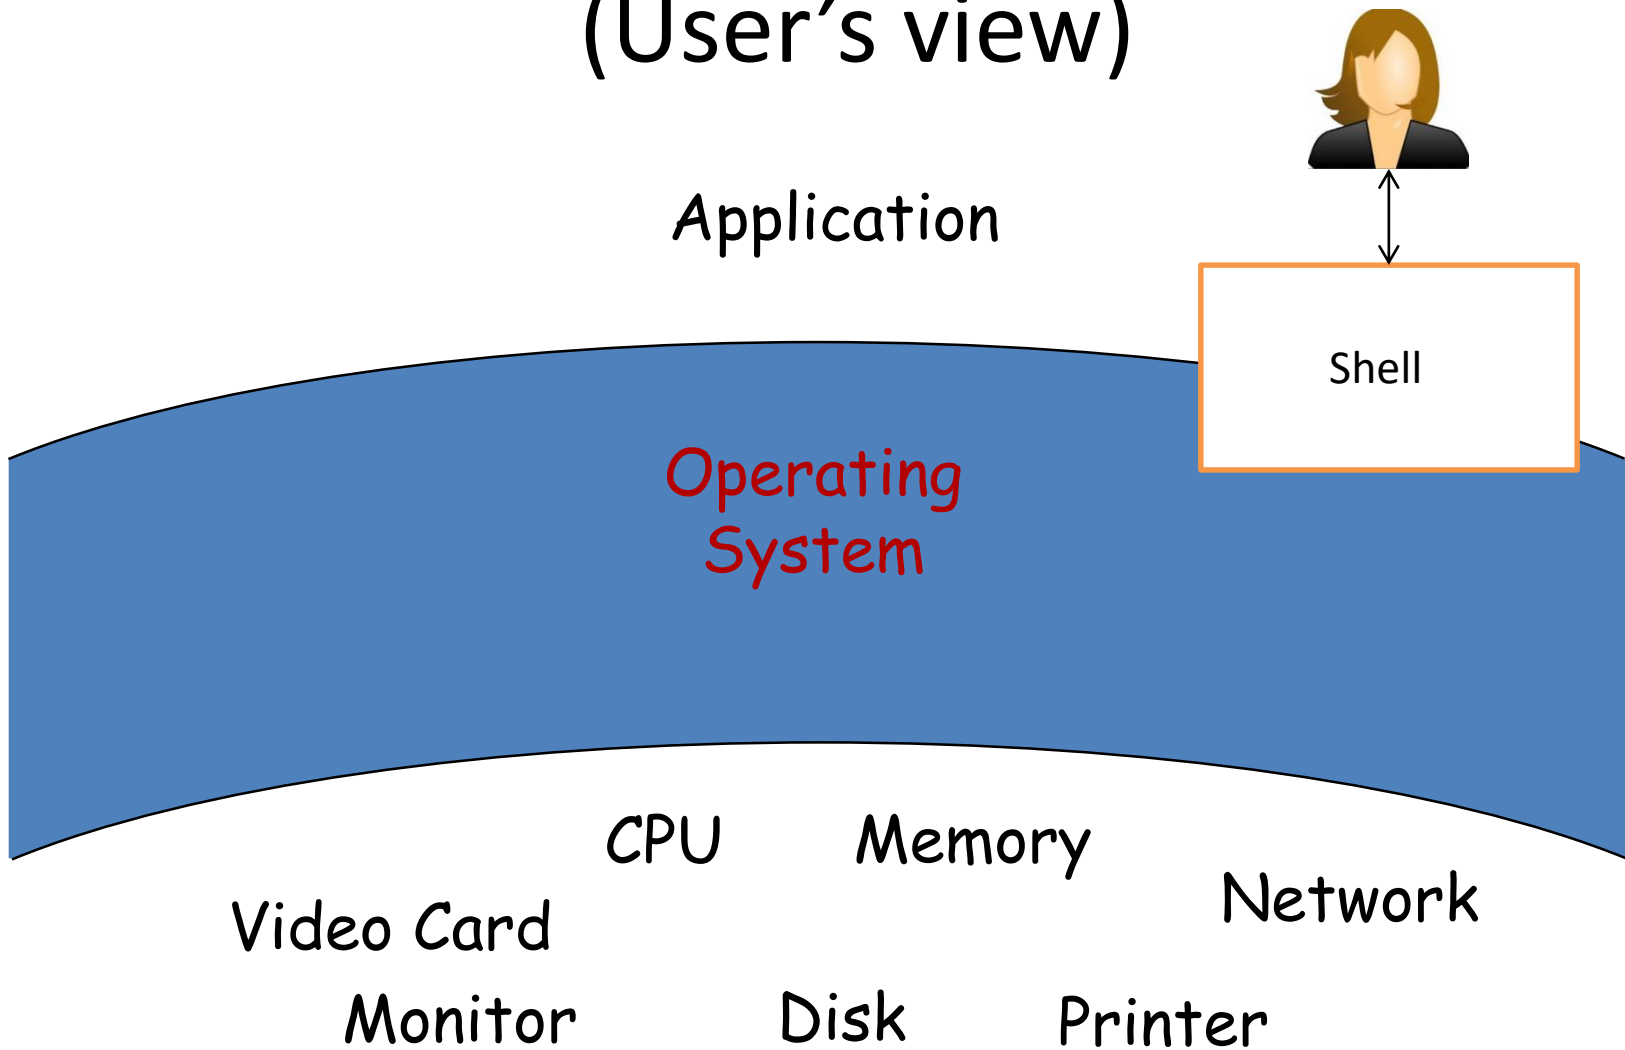 (User’s view)
Application
Shell
Operating
System
CPU
Memory
Network
Video Card
Monitor
Disk
Printer